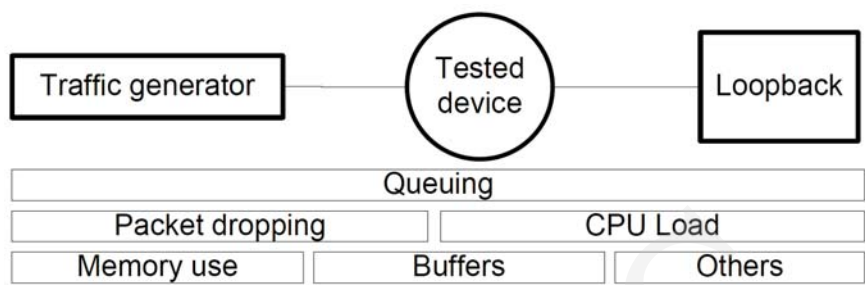 Traffic generator
Tested
device
Loopback
Queuing
Packet dropping
CPU Load
Memory use
Buffers
Others